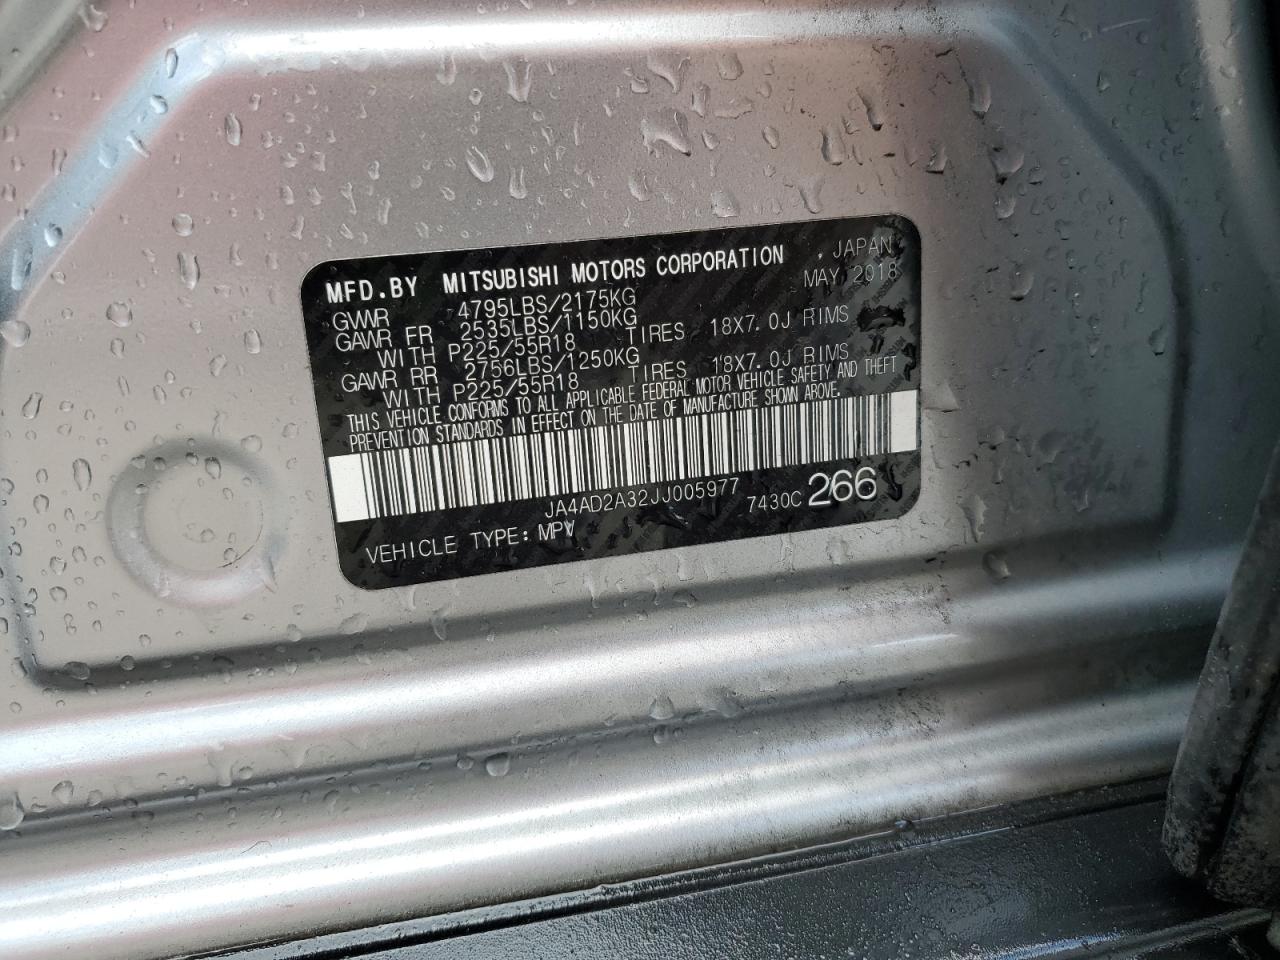 MFD.BY MITSUBISHI MOTORS CORPORATION JAPAN
MAY, 2018
GVWR 4795LBS/2175KG
GAWR FR 2535LBS/1150KG
WITH P225/55R18 TIRES 18X7.0J RIMS
GAWR RR 2756LBS/1250KG
WITH P225/55R18 TIRES 18X7.0J RIMS
THIS VEHICLE CONFORMS TO ALL APPLICABLE FEDERAL MOTOR VEHICLE SAFETY AND THEFT
PREVENTION STANDARDS IN EFFECT ON THE DATE OF MANUFACTURE SHOWN ABOVE.
JA4AD2A32JJ005977
7430C 266
VEHICLE TYPE: MPV